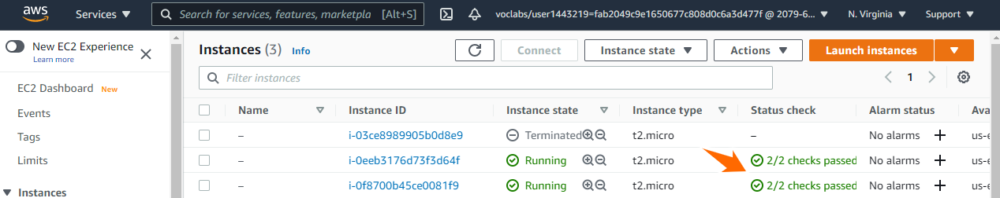 aws Services ▼ Search for services, features, marketpla [Alt+S] voclabs/user1443219=fab2049c9e1650677c808d0c6a3d477f @ 2079-6... ▼ N. Virginia ▼ Support ▼
New EC2 Experience
Learn more
EC2 Dashboard New
Events
Tags
Limits
▼ Instances
Instances (3) Info Connect Instance state ▼ Actions ▼ Launch instances ▼
Filter instances < 1 >
Name Instance ID Instance state Instance type Status check Alarm status Ava
– i-03ce8989905b0d8e9 Terminated t2.micro – No alarms + us-e
– i-0eeb3176d73f3d64f Running t2.micro 2/2 checks passed No alarms + us-e
– i-0f8700b45ce0081f9 Running t2.micro 2/2 checks passed No alarms + us-e